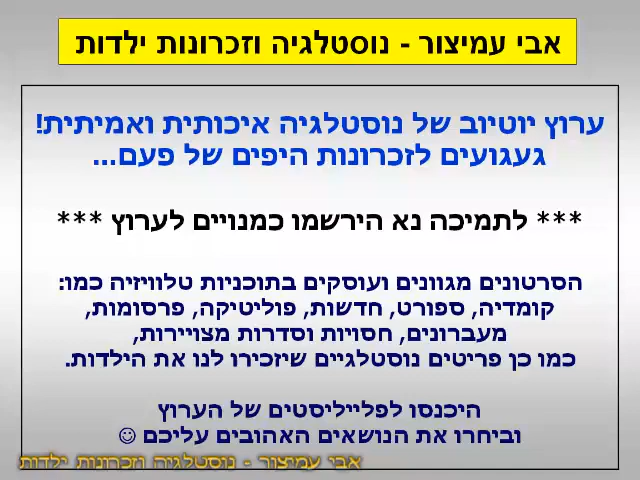 אבי עמיצור - נוסטלגיה וזכרונות ילדות
ערוץ יוטיוב של נוסטלגיה איכותית ואמיתית!
געגועים לזכרונות היפים של פעם...
*** לתמיכה נא הירשמו כמנויים לערוץ ***
הסרטונים מגוונים ועוסקים בתוכניות טלוויזיה כמו:
קומדיה, ספורט, חדשות, פוליטיקה, פרסומות,
מעברונים, חסויות וסדרות מצויירות,
כמו כן פריטים נוסטלגיים שיזכירו לנו את הילדות.
היכנסו לפלייליסטים של הערוץ
וביחרו את הנושאים האהובים עליכם ☺
אבי עמיצור - נוסטלגיה וזכרונות ילדות